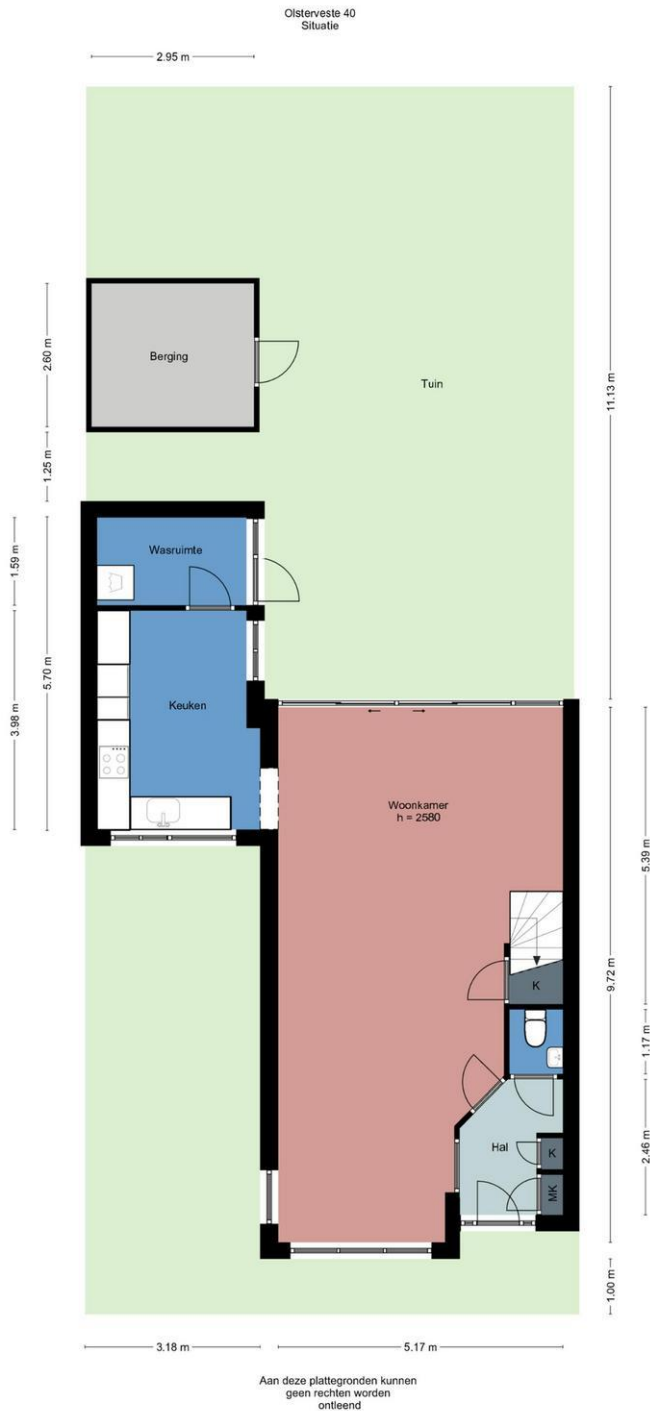 Olsterveste 40
Situatie
2.95 m
2.60 m
Berging
Tuin
11.13 m
1.25 m
1.59 m
Wasruimte
5.70 m
3.98 m
Keuken
Woonkamer
h = 2580
5.39 m
9.72 m
K
1.17 m
Hal
K
2.46 m
MK
1.00 m
3.18 m
5.17 m
Aan deze plattegronden kunnen
geen rechten worden
ontleend